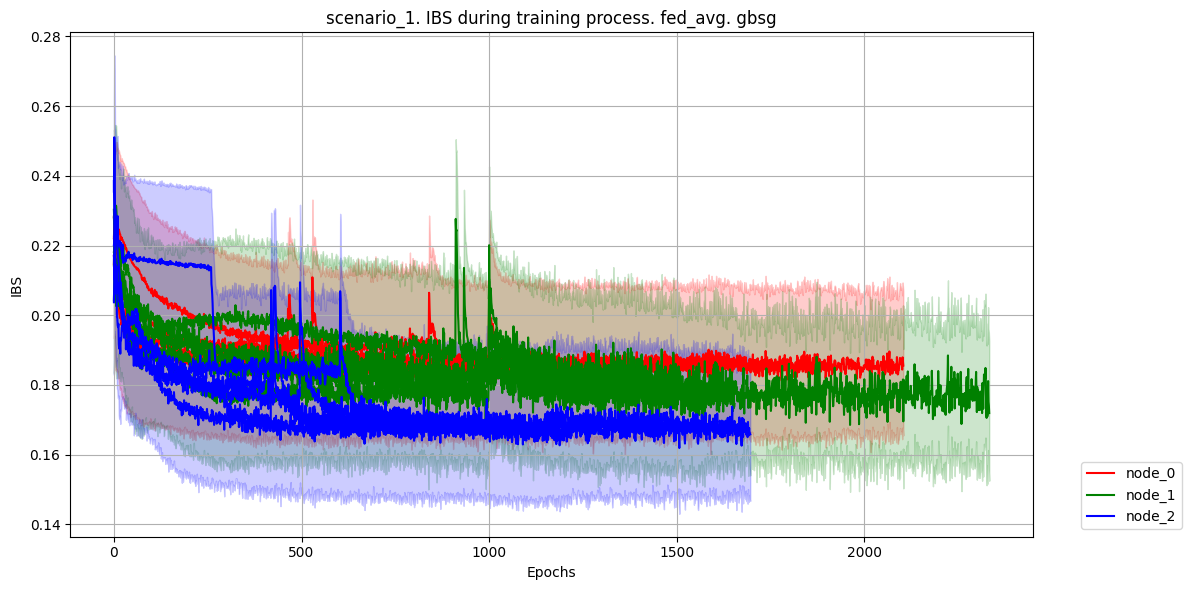 scenario_1. IBS during training process. fed_avg. gbsg
0.28
0.26
0.24
0.22
0.20
0.18
0.16
0.14
IBS
0 500 1000 1500 2000
Epochs
node_0
node_1
node_2